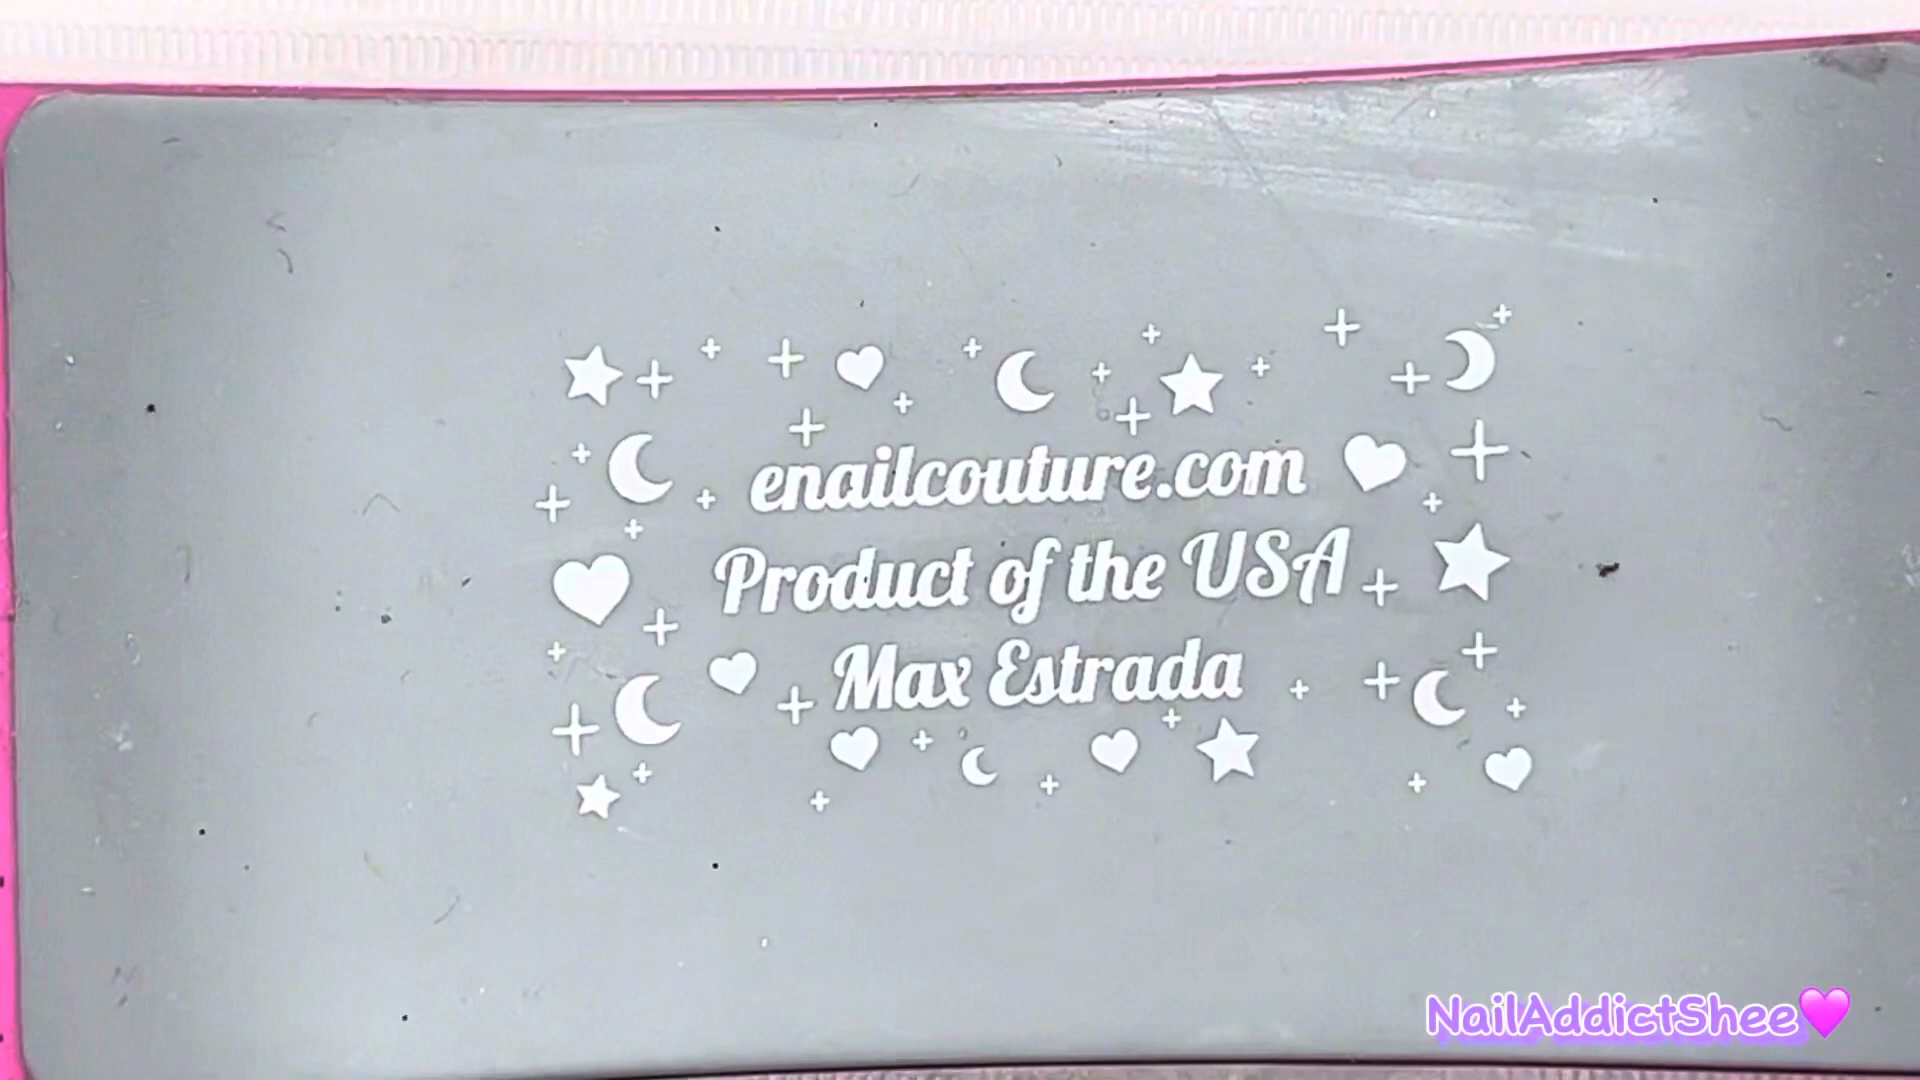 enailcouture.com
Product of the USA
Max Estrada
NailAddictShee